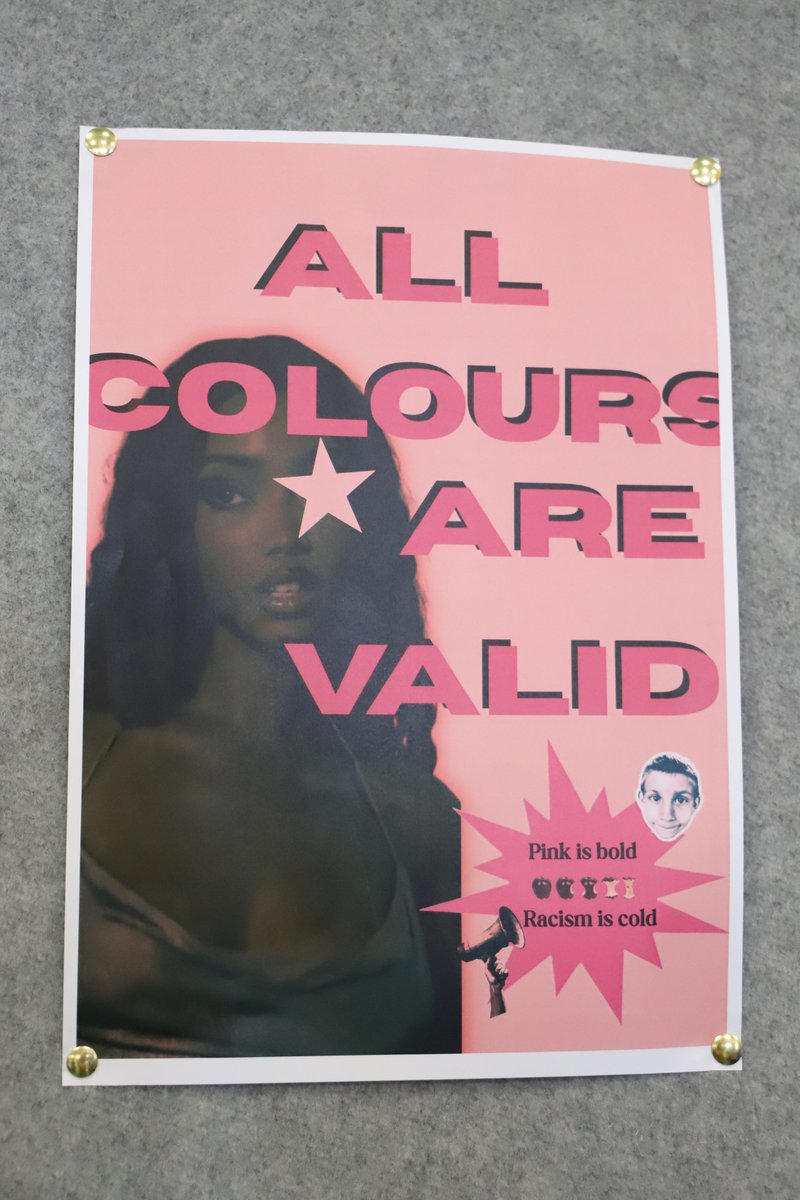 ALL
COLOURS
ARE
VALID
Pink is bold
Racism is cold